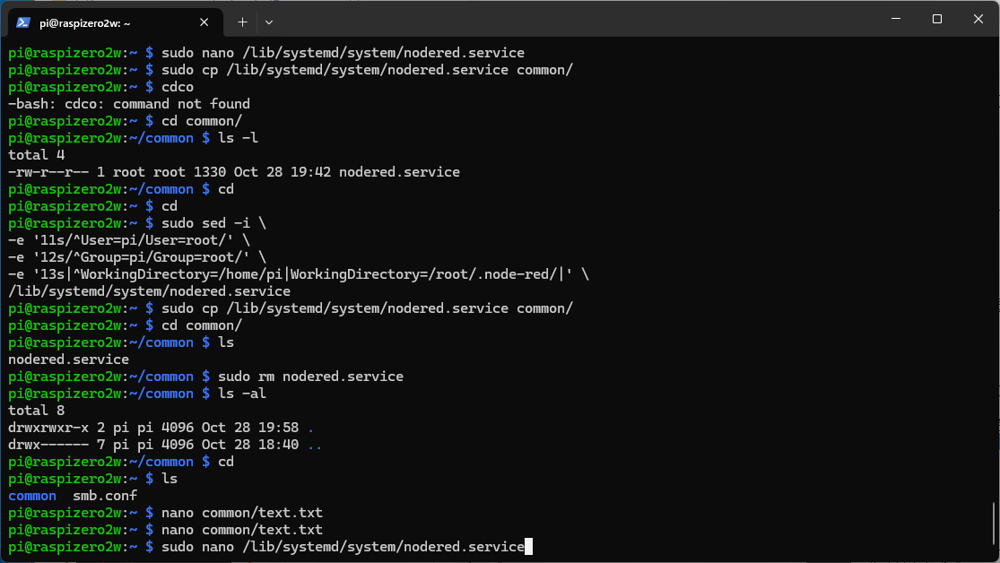 pi@raspizero2w: ~
pi@raspizero2w:~ $ sudo nano /lib/systemd/system/nodered.service
pi@raspizero2w:~ $ sudo cp /lib/systemd/system/nodered.service common/
pi@raspizero2w:~ $ cdco
-bash: cdco: command not found
pi@raspizero2w:~ $ cd common/
pi@raspizero2w:~/common $ ls -l
total 4
-rw-r--r-- 1 root root 1330 Oct 28 19:42 nodered.service
pi@raspizero2w:~/common $ cd
pi@raspizero2w:~ $ cd
pi@raspizero2w:~ $ sudo sed -i \
-e '11s/^User=pi/User=root/' \
-e '12s/^Group=pi/Group=root/' \
-e '13s|^WorkingDirectory=/home/pi|WorkingDirectory=/root/.node-red/|' \
/lib/systemd/system/nodered.service
pi@raspizero2w:~ $ sudo cp /lib/systemd/system/nodered.service common/
pi@raspizero2w:~ $ cd common/
pi@raspizero2w:~/common $ ls
nodered.service
pi@raspizero2w:~/common $ sudo rm nodered.service
pi@raspizero2w:~/common $ ls -al
total 8
drwxrwxr-x 2 pi pi 4096 Oct 28 19:58 .
drwx------ 7 pi pi 4096 Oct 28 18:40 ..
pi@raspizero2w:~/common $ cd
pi@raspizero2w:~ $ ls
common  smb.conf
pi@raspizero2w:~ $ nano common/text.txt
pi@raspizero2w:~ $ nano common/text.txt
pi@raspizero2w:~ $ sudo nano /lib/systemd/system/nodered.service